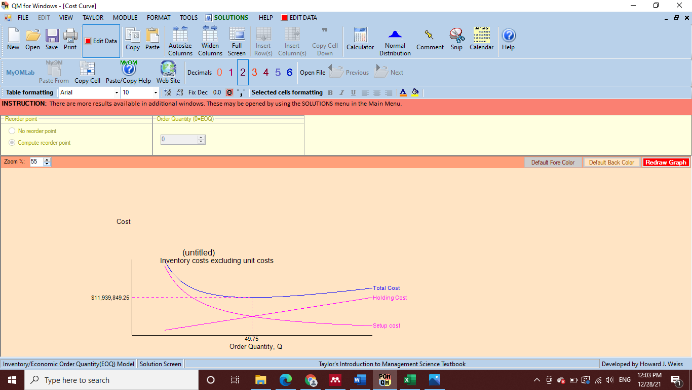 QM for Windows - [Cost Curve]
FILE EDIT VIEW TAYLOR MODULE FORMAT TOOLS SOLUTIONS HELP EDIT DATA
New Open Save Print Edit Data Copy Paste Autosize Columns Widen Columns Full Screen Insert Row(s) Insert Column(s) Copy Cell Down Calculator Normal Distribution Comment Snip Calendar Help
MyOMLab Paste From Copy Cell Paste/Copy Help Web Site Decimals 0 1 2 3 4 5 6 Open File Previous Next
Table formatting Arial 10 Fix Dec 0.0 Selected cells formatting B I U A
INSTRUCTION: There are more results available in additional windows. These may be opened by using the SOLUTIONS menu in the Main Menu.
Reorder point Order Quantity (0=EOQ)
No reorder point 0
Compute reorder point
Zoom % 55 Default Fore Color Default Back Color Redraw Graph
Cost
(untitled)
Inventory costs excluding unit costs
Total Cost
$11,939,849.25 Holding Cost
Setup cost
49.75
Order Quantity, Q
Inventory/Economic Order Quantity(EOQ) Model Solution Screen Taylor's Introduction to Management Science Textbook Developed by Howard J. Weiss
Type here to search ENG 12:03 PM
12/28/21